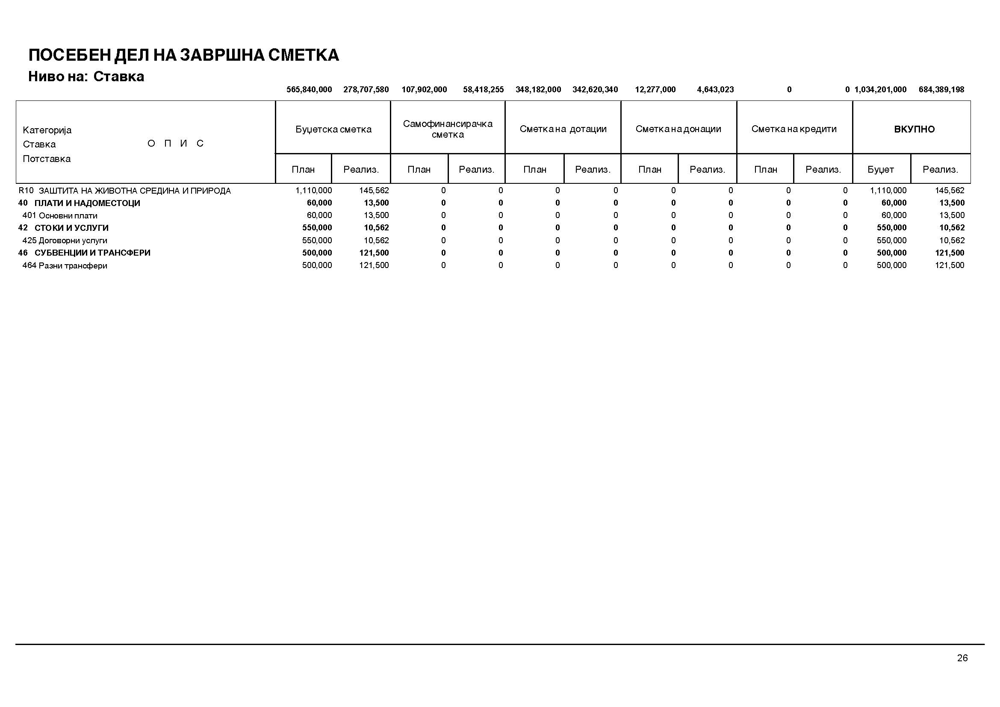 ПОСЕБЕН ДЕЛ НА ЗАВРШНА СМЕТКА
Ниво на: Ставка
565,840,000 278,707,580 107,902,000 58,418,255 348,182,000 342,620,340 12,277,000 4,643,023 0 0 1,034,201,000 684,389,198
Категорија
Ставка
Потставка
О П И С
Буџетска сметка
Самофинансирачка
сметка
Сметка на дотации
Сметка на донации
Сметка на кредити
ВКУПНО
План Реализ. План Реализ. План Реализ. План Реализ. План Реализ. Буџет Реализ.
R10 ЗАШТИТА НА ЖИВОТНА СРЕДИНА И ПРИРОДА 1,110,000 145,562 0 0 0 0 0 0 0 0 1,110,000 145,562
40 ПЛАТИ И НАДОМЕСТОЦИ 60,000 13,500 0 0 0 0 0 0 0 0 60,000 13,500
401 Основни плати 60,000 13,500 0 0 0 0 0 0 0 0 60,000 13,500
42 СТОКИ И УСЛУГИ 550,000 10,562 0 0 0 0 0 0 0 0 550,000 10,562
425 Договорни услуги 550,000 10,562 0 0 0 0 0 0 0 0 550,000 10,562
46 СУБВЕНЦИИ И ТРАНСФЕРИ 500,000 121,500 0 0 0 0 0 0 0 0 500,000 121,500
464 Разни трансфери 500,000 121,500 0 0 0 0 0 0 0 0 500,000 121,500
26